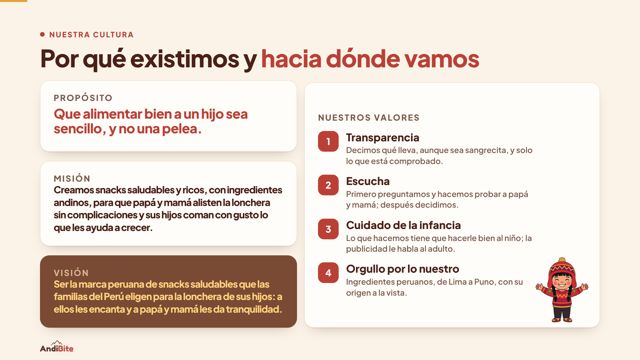 NUESTRA CULTURA
Por qué existimos y hacia dónde vamos
PROPÓSITO
Que alimentar bien a un hijo sea
sencillo, y no una pelea.
MISIÓN
Creamos snacks saludables y ricos, con ingredientes
andinos, para que papá y mamá alisten la lonchera
sin complicaciones y sus hijos coman con gusto lo
que les ayuda a crecer.
VISIÓN
Ser la marca peruana de snacks saludables que las
familias del Perú eligen para la lonchera de sus hijos: a
ellos les encanta y a papá y mamá les da tranquilidad.
NUESTROS VALORES
1 Transparencia
Decimos qué lleva, aunque sea sangrecita, y solo
lo que está comprobado.
2 Escucha
Primero preguntamos y hacemos probar a papá
y mamá; después decidimos.
3 Cuidado de la infancia
Lo que hacemos tiene que hacerle bien al niño; la
publicidad le habla al adulto.
4 Orgullo por lo nuestro
Ingredientes peruanos, de Lima a Puno, con su
origen a la vista.
AndiBite